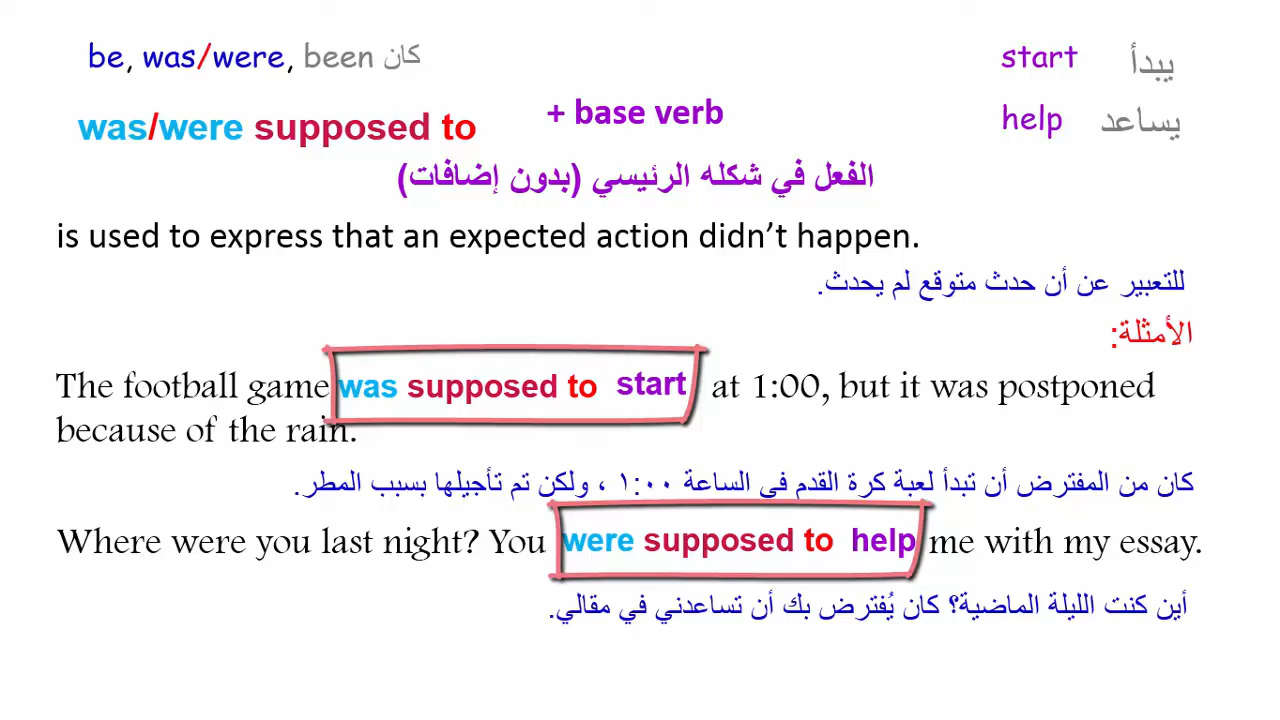 be, was/were, been كان
start يبدأ
was/were supposed to + base verb
help يساعد
الفعل في شكله الرئيسي (بدون إضافات)
is used to express that an expected action didn’t happen.
للتعبير عن أن حدث متوقع لم يحدث.
الأمثلة:
The football game was supposed to start at 1:00, but it was postponed
because of the rain.
كان من المفترض أن تبدأ لعبة كرة القدم في الساعة ١:٠٠ ، ولكن تم تأجيلها بسبب المطر.
Where were you last night? You were supposed to help me with my essay.
أين كنت الليلة الماضية؟ كان يُفترض بك أن تساعدني في مقالي.